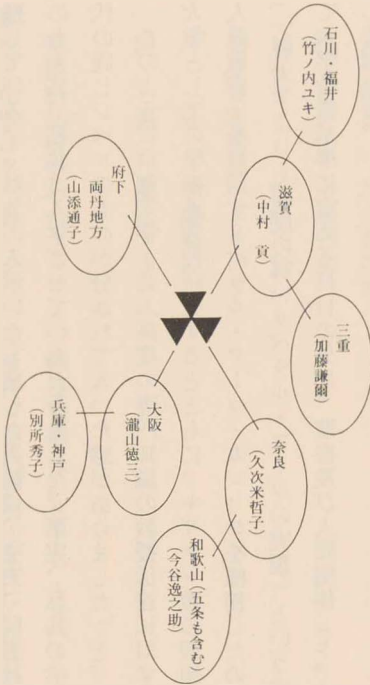 石川・福井
(竹ノ内ユキ)
滋賀
(中村 貢)
三重
(加藤謙爾)
府下
両丹地方
(山添通子)
奈良
(久次米哲子)
大阪
(瀧山徳三)
兵庫・神戸
(別所秀子)
和歌山(五条も含む)
(今谷逸之助)